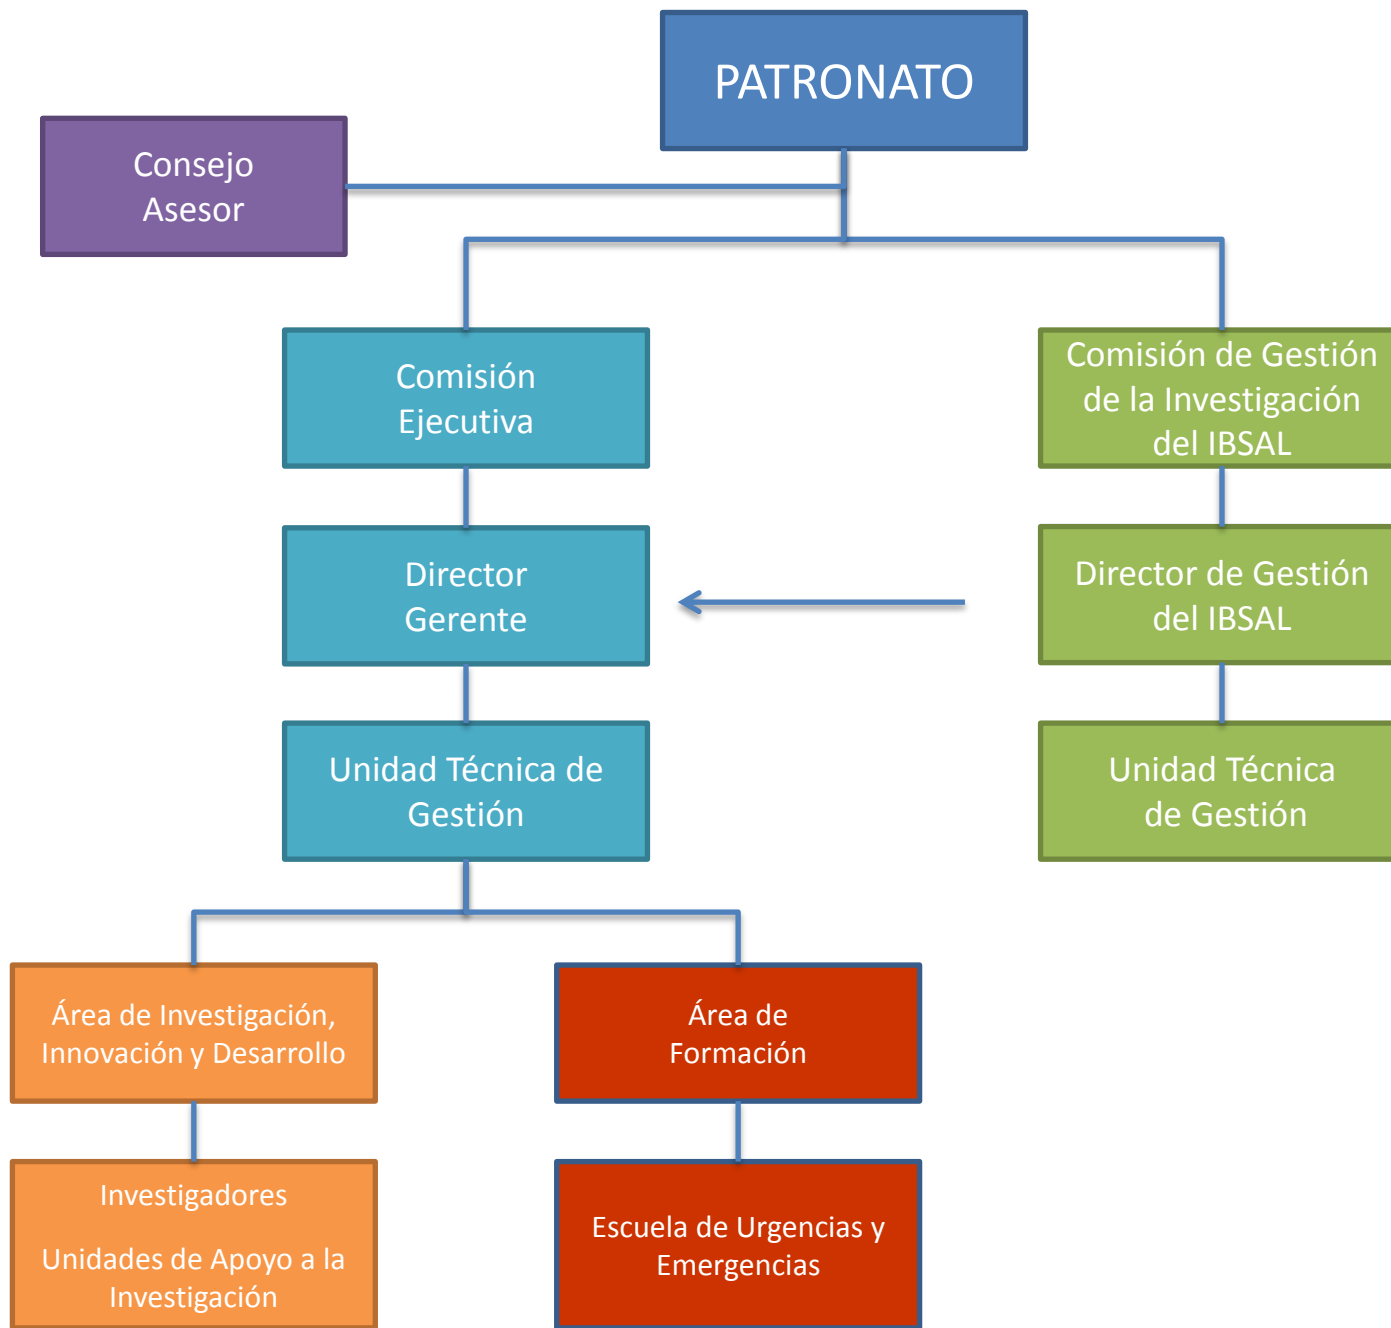 PATRONATO
Consejo
Asesor
Comisión
Ejecutiva
Comisión de Gestión
de la Investigación
del IBSAL
Director
Gerente
Director de Gestión
del IBSAL
Unidad Técnica de
Gestión
Unidad Técnica
de Gestión
Área de Investigación,
Innovación y Desarrollo
Área de
Formación
Investigadores
Unidades de Apoyo a la
Investigación
Escuela de Urgencias y
Emergencias